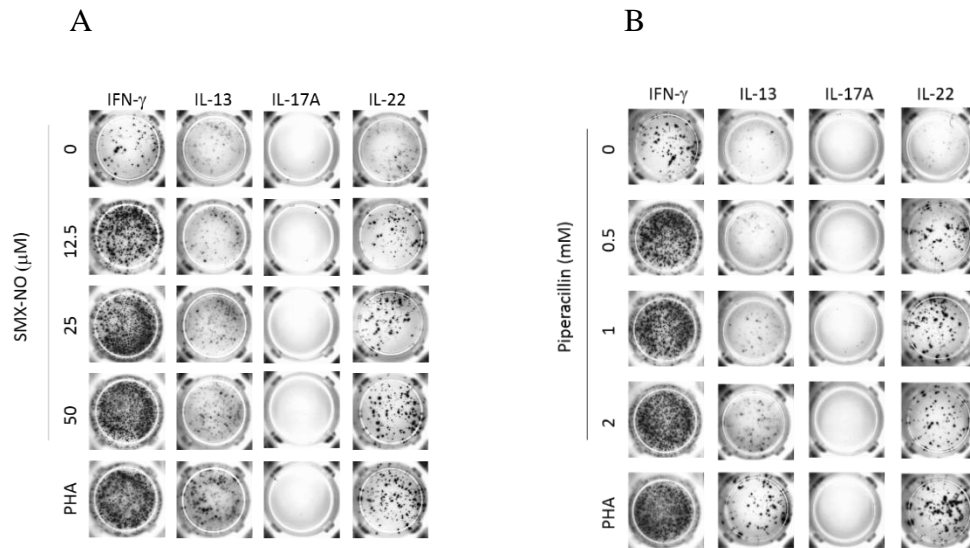 A
IFN-γ IL-13 IL-17A IL-22
SMX-NO (μM)
0
12.5
25
50
PHA
B
IFN-γ IL-13 IL-17A IL-22
Piperacillin (mM)
0
0.5
1
2
PHA